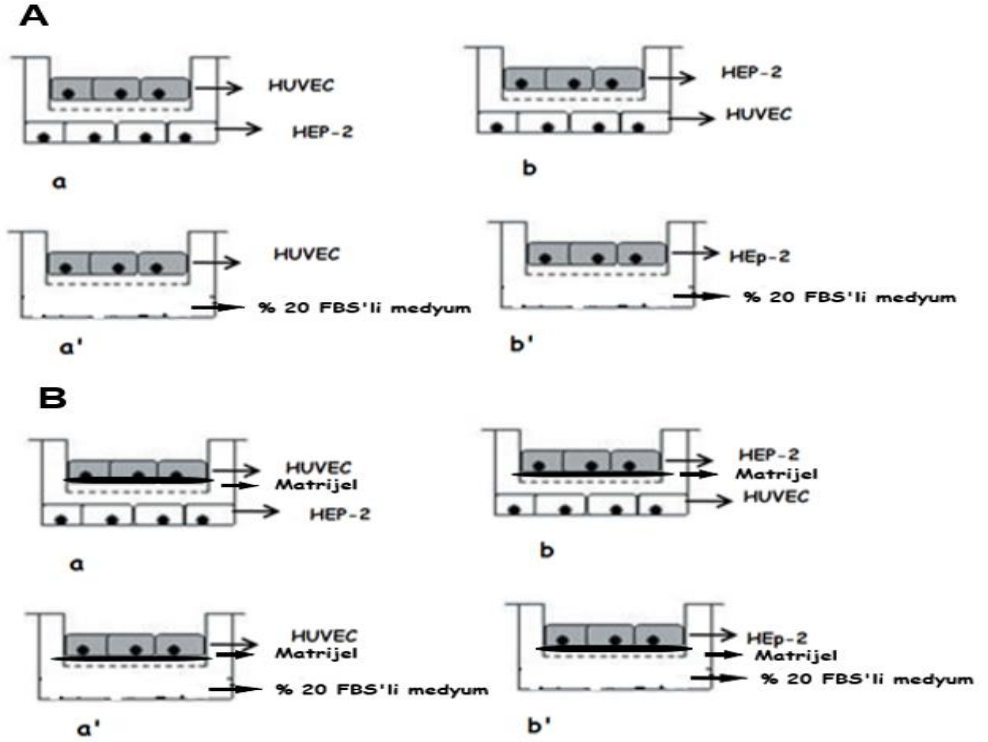 A
HUVEC
HEP-2
a
HEP-2
HUVEC
b
HUVEC
% 20 FBS'li medyum
a'
HEp-2
% 20 FBS'li medyum
b'
B
HUVEC
Matrijel
HEP-2
a
HEP-2
Matrijel
HUVEC
b
HUVEC
Matrijel
% 20 FBS'li medyum
a'
HEp-2
Matrijel
% 20 FBS'li medyum
b'